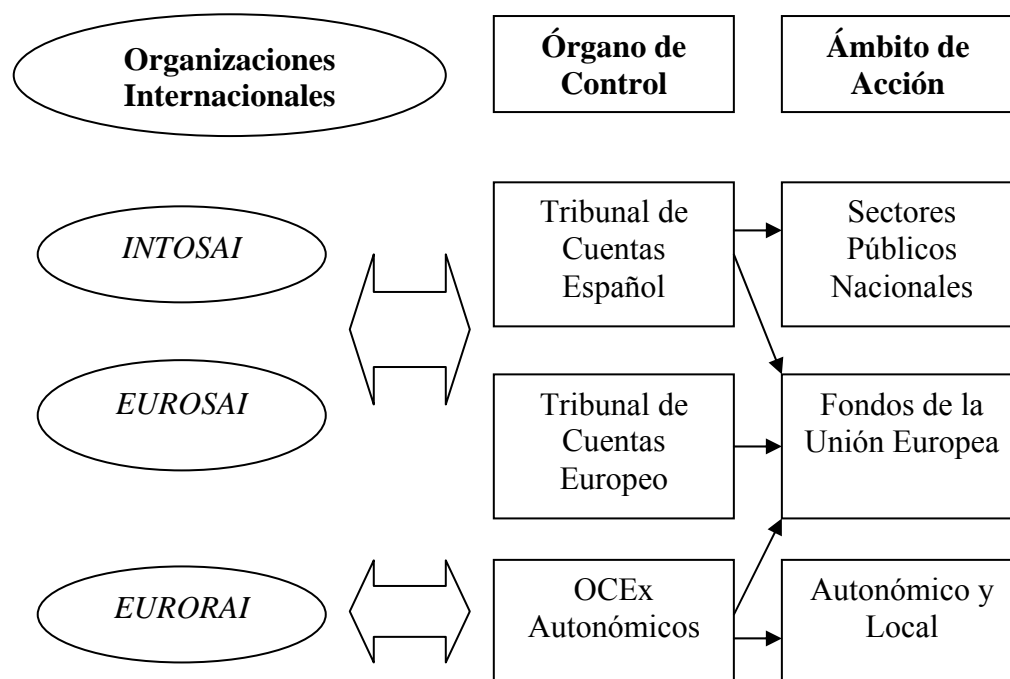 Organizaciones
Internacionales
Órgano de
Control
Ámbito de
Acción
INTOSAI
Tribunal de
Cuentas
Español
Sectores
Públicos
Nacionales
EUROSAI
Tribunal de
Cuentas
Europeo
Fondos de la
Unión Europea
EURORAI
OCEx
Autonómicos
Autonómico y
Local